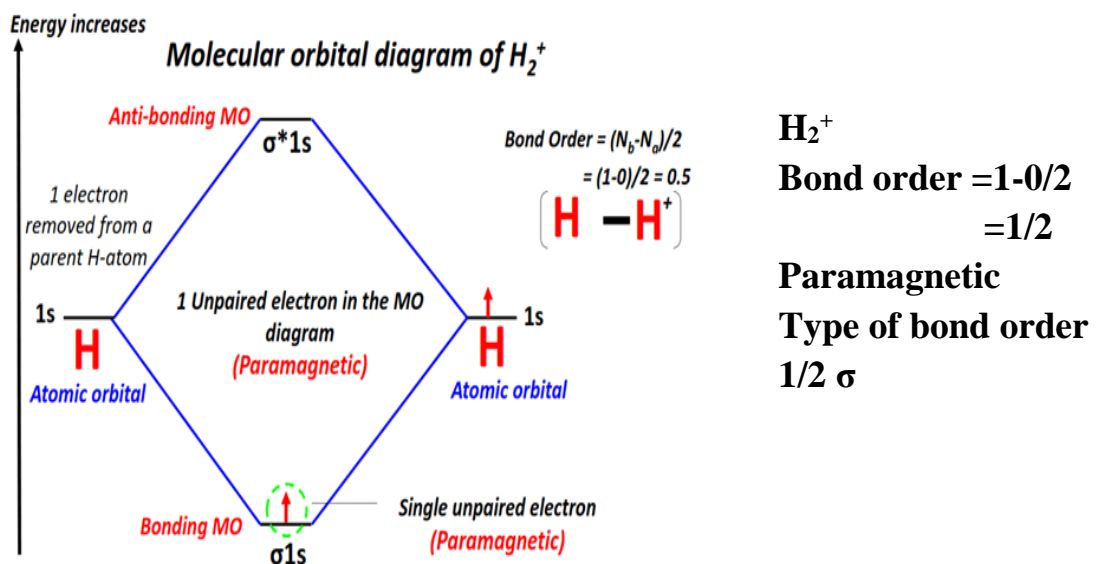 Energy increases
Molecular orbital diagram of H₂⁺
Anti-bonding MO
σ*1s
Bond Order = (N_b-N_a)/2
= (1-0)/2 = 0.5
H – H⁺
1 electron
removed from a
parent H-atom
1s
H
Atomic orbital
1 Unpaired electron in the MO
diagram
(Paramagnetic)
1s
H
Atomic orbital
Bonding MO
σ1s
Single unpaired electron
(Paramagnetic)
H₂⁺
Bond order =1-0/2
=1/2
Paramagnetic
Type of bond order
1/2 σ